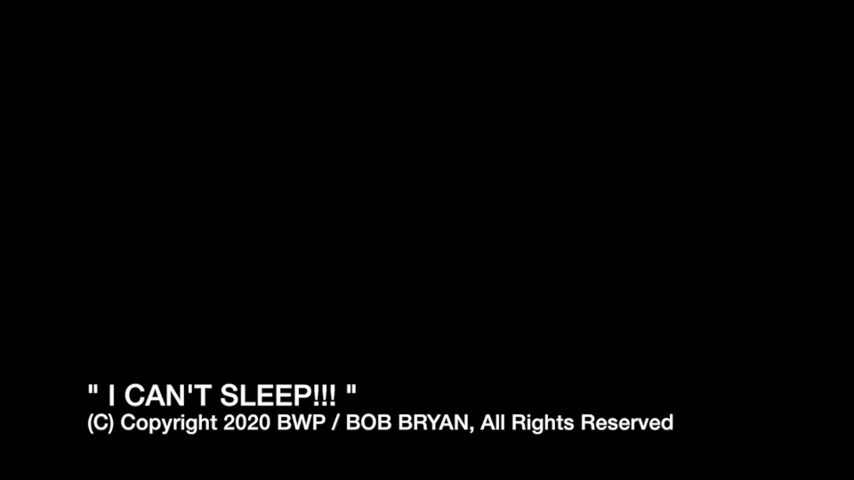 " I CAN'T SLEEP!!! "
(C) Copyright 2020 BWP / BOB BRYAN, All Rights Reserved